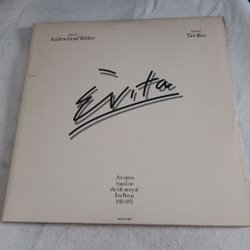 Andrew Lloyd Webber
Tim Rice
Evita
An opera
based on
the life story of
Eva Peron
1919-1952